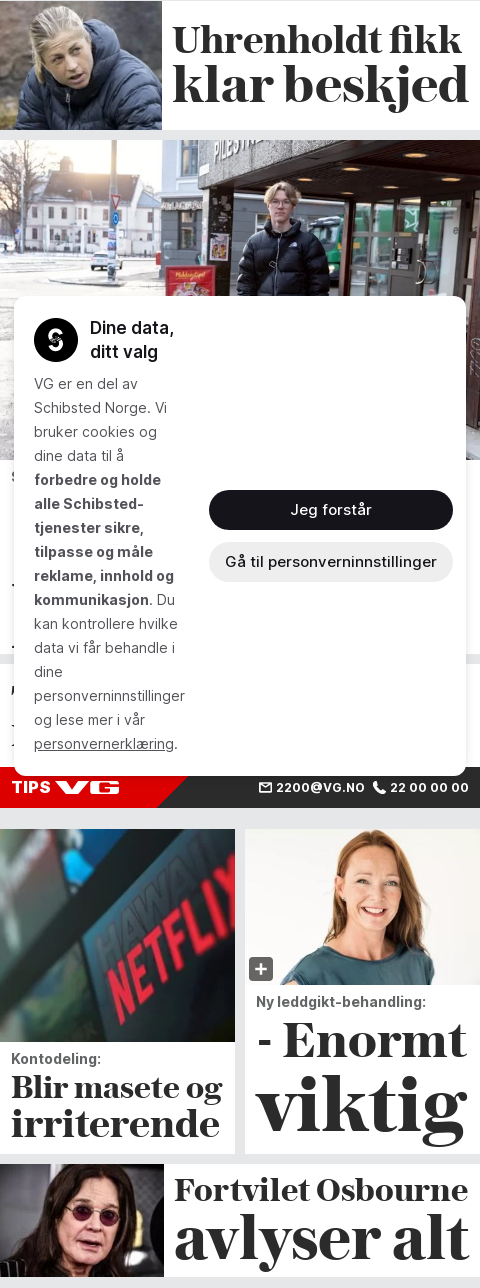 Uhrenholdt fikk
klar beskjed
Dine data,
ditt valg
VG er en del av
Schibsted Norge. Vi
bruker cookies og
dine data til å
forbedre og holde
alle Schibsted-
tjenester sikre,
tilpasse og måle
reklame, innhold og
kommunikasjon. Du
kan kontrollere hvilke
data vi får behandle i
dine
personverninnstillinger
og lese mer i vår
personvernerklæring.
Jeg forstår
Gå til personverninnstillinger
TIPS VG
2200@VG.NO 22 00 00 00
HAWAII
NETFLIX
Kontodeling:
Blir masete og
irriterende
Ny leddgikt-behandling:
- Enormt
viktig
Fortvilet Osbourne
avlyser alt